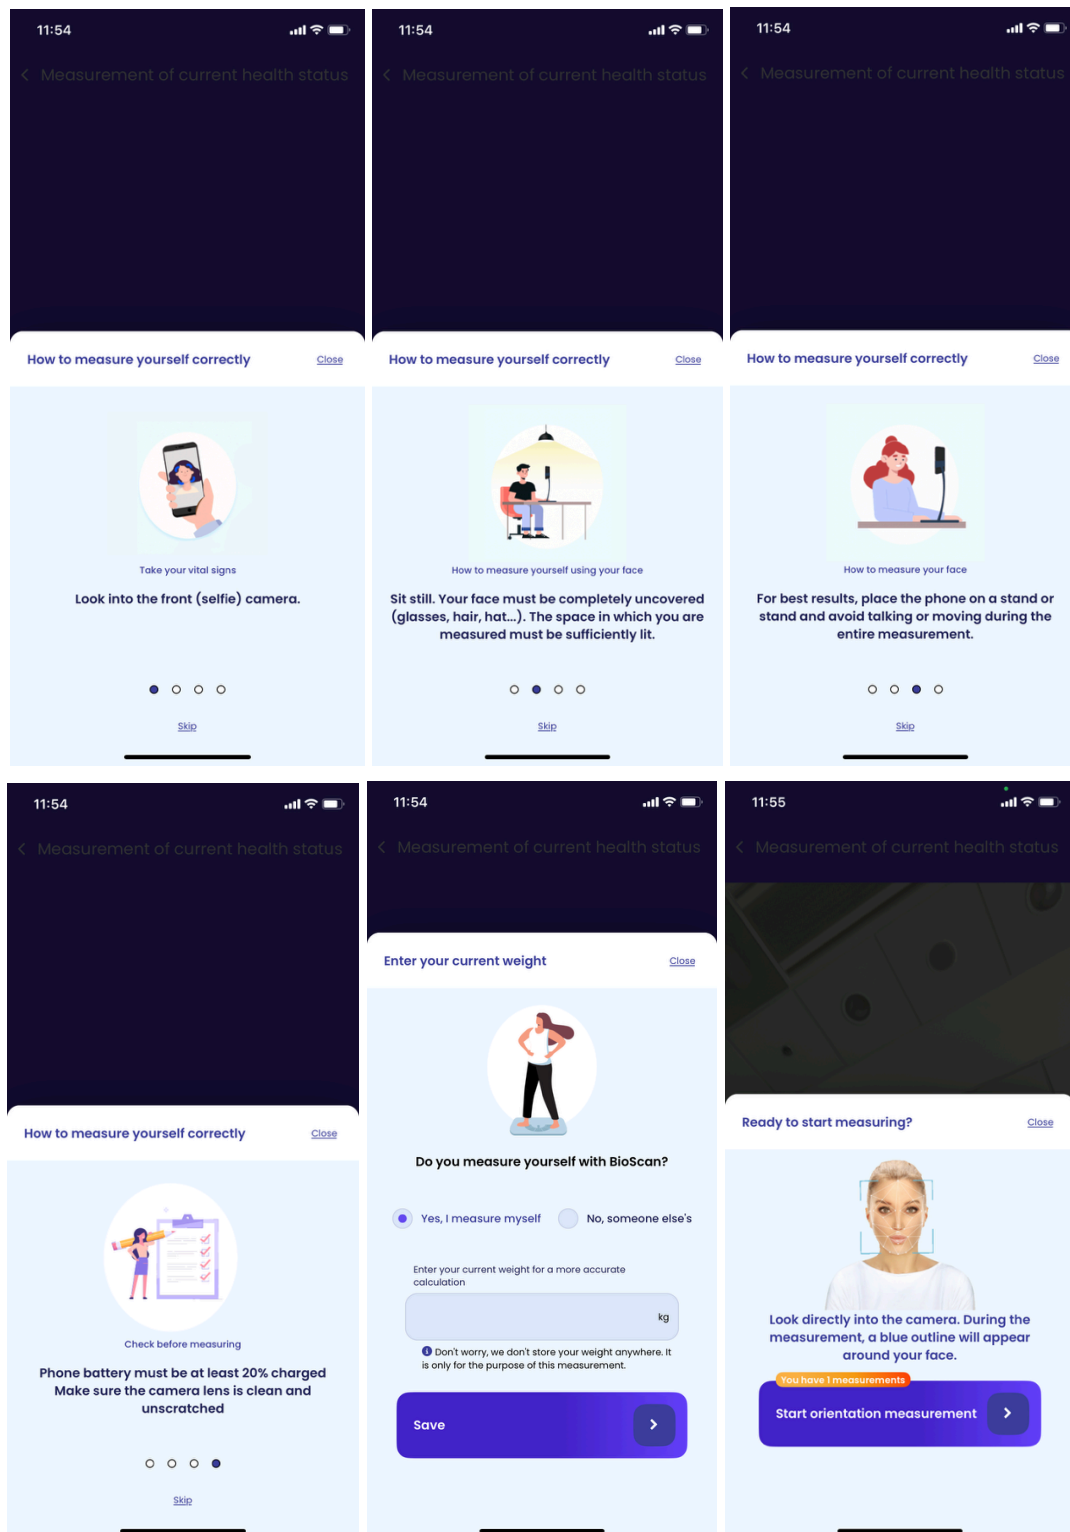 11:54
Measurement of current health status
How to measure yourself correctly
Close
Take your vital signs
Look into the front (selfie) camera.
Skip
11:54
Measurement of current health status
How to measure yourself correctly
Close
How to measure yourself using your face
Sit still. Your face must be completely uncovered
(glasses, hair, hat...). The space in which you are
measured must be sufficiently lit.
Skip
11:54
Measurement of current health status
How to measure yourself correctly
Close
How to measure your face
For best results, place the phone on a stand or
stand and avoid talking or moving during the
entire measurement.
Skip
11:54
Measurement of current health status
How to measure yourself correctly
Close
Check before measuring
Phone battery must be at least 20% charged
Make sure the camera lens is clean and
unscratched
Skip
11:54
Measurement of current health status
Enter your current weight
Close
Do you measure yourself with BioScan?
Yes, I measure myself
No, someone else's
Enter your current weight for a more accurate
calculation
kg
Don't worry, we don't store your weight anywhere. It
is only for the purpose of this measurement.
Save
11:55
Measurement of current health status
Ready to start measuring?
Close
Look directly into the camera. During the
measurement, a blue outline will appear
around your face.
You have 1 measurements
Start orientation measurement